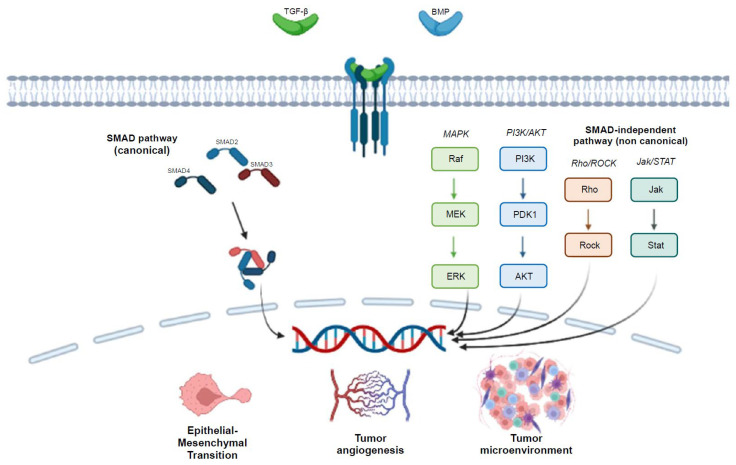 TGF-β
BMP
SMAD pathway
(canonical)
SMAD2
SMAD3
SMAD4
MAPK
PI3K/AKT
SMAD-independent
pathway (non canonical)
Rho/ROCK
Jak/STAT
Raf
PI3K
Rho
Jak
MEK
PDK1
Rock
Stat
ERK
AKT
Epithelial-
Mesenchymal
Transition
Tumor
angiogenesis
Tumor
microenvironment